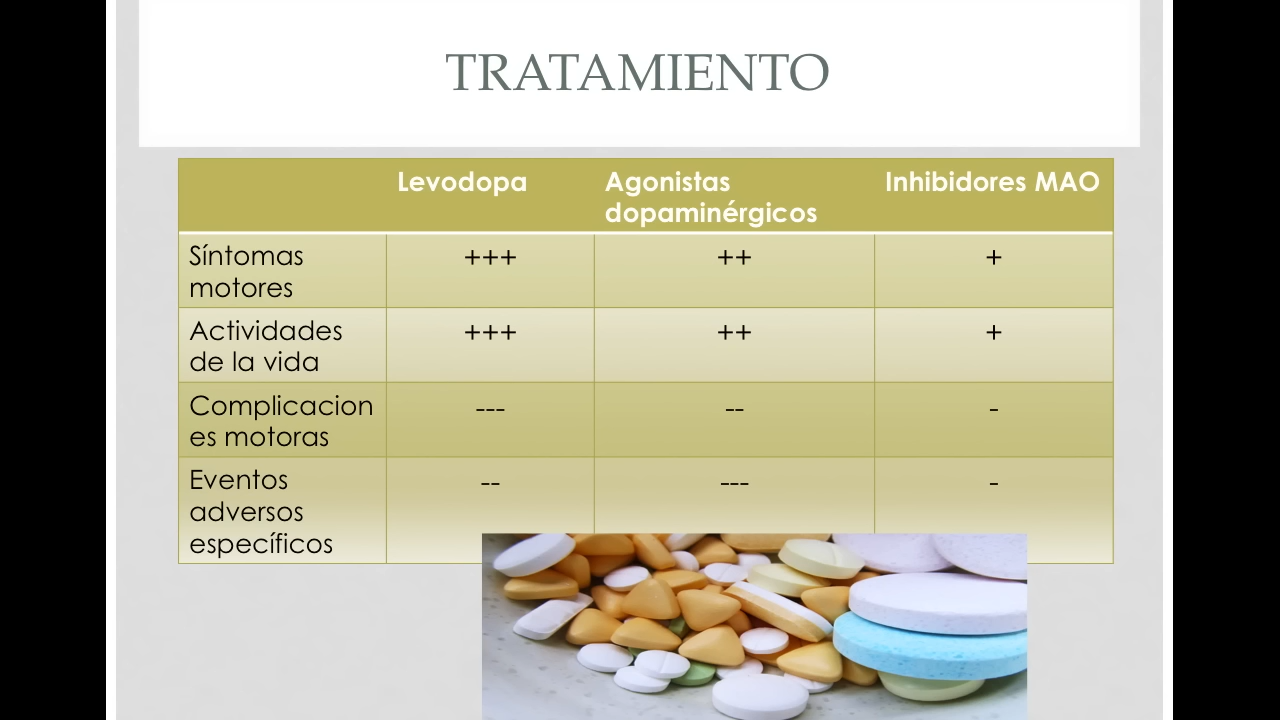 TRATAMIENTO
Levodopa
Agonistas
dopaminérgicos
Inhibidores MAO
Síntomas
motores
+++
++
+
Actividades
de la vida
+++
++
+
Complicacion
es motoras
---
--
-
Eventos
adversos
específicos
--
---
-